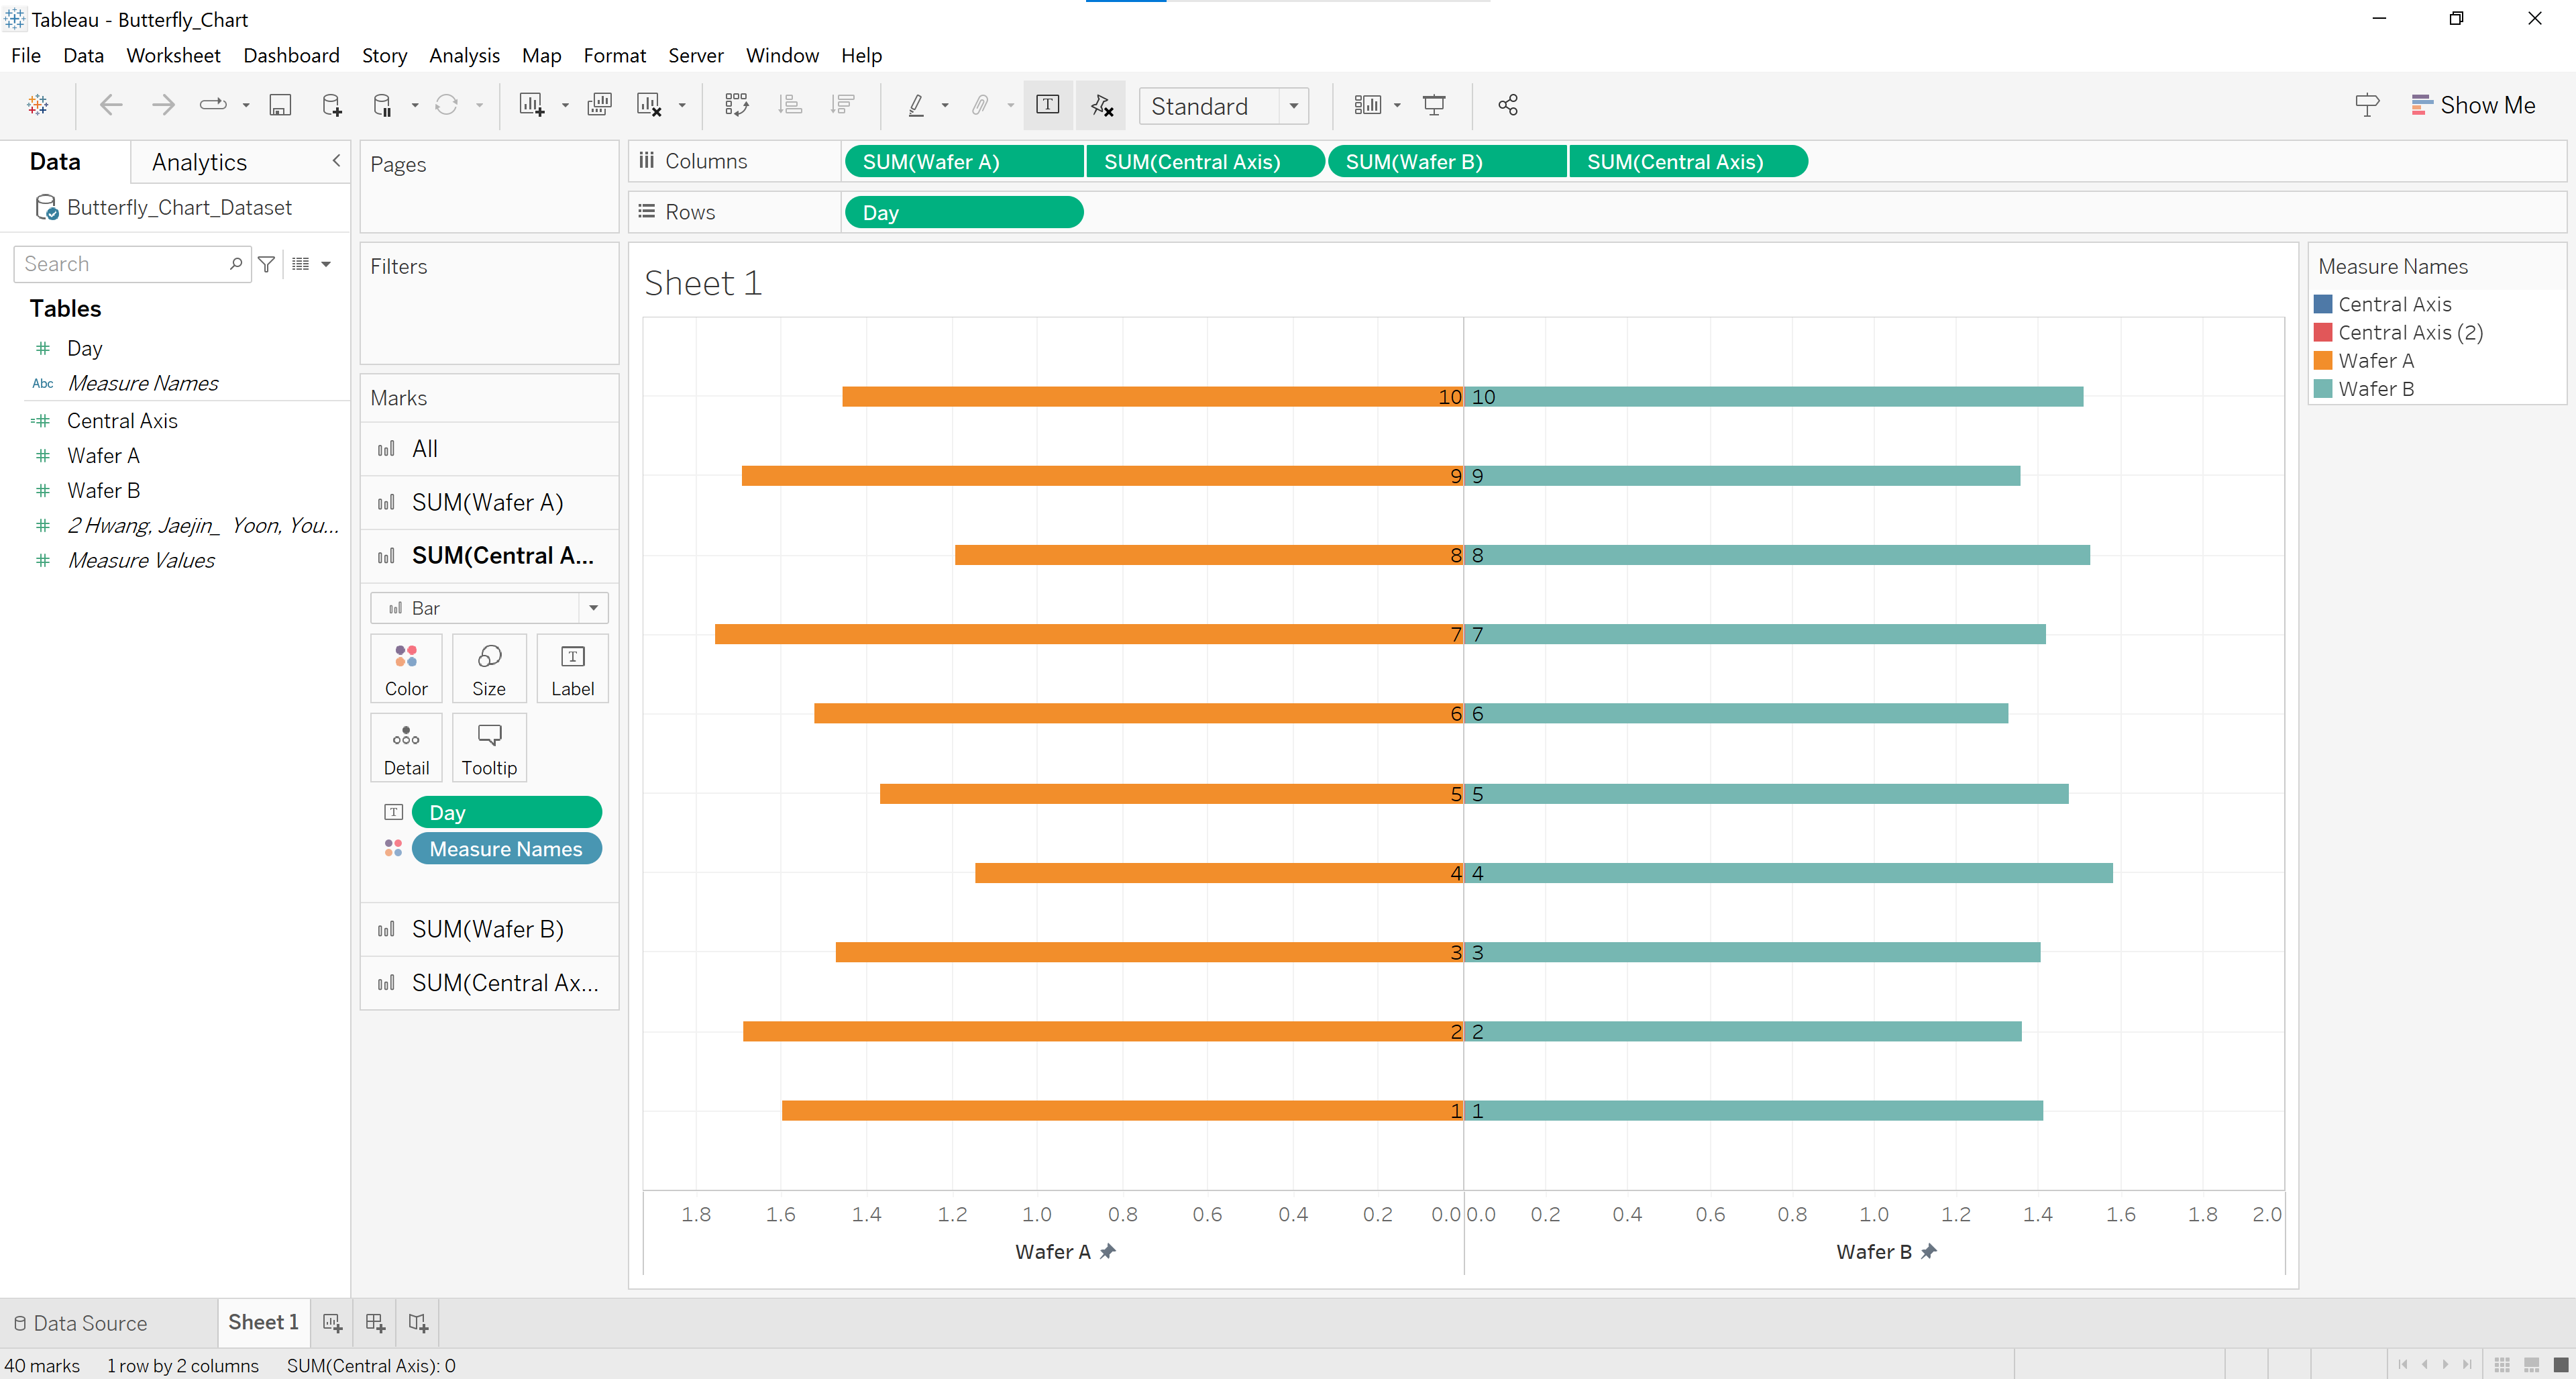 Tableau - Butterfly_Chart
File Data Worksheet Dashboard Story Analysis Map Format Server Window Help
Standard
Show Me
Data
Analytics
Butterfly_Chart_Dataset
Search
Tables
Day
Abc Measure Names
Central Axis
Wafer A
Wafer B
2 Hwang, Jaejin_ Yoon, You...
Measure Values
Pages
Filters
Marks
All
SUM(Wafer A)
SUM(Central A...
Bar
Color Size Label
Detail Tooltip
Day
Measure Names
SUM(Wafer B)
SUM(Central Ax...
Columns SUM(Wafer A) SUM(Central Axis) SUM(Wafer B) SUM(Central Axis)
Rows Day
Sheet 1
10 10
9 9
8 8
7 7
6 6
5 5
4 4
3 3
2 2
1 1
1.8 1.6 1.4 1.2 1.0 0.8 0.6 0.4 0.2 0.0 0.0 0.2 0.4 0.6 0.8 1.0 1.2 1.4 1.6 1.8 2.0
Wafer A Wafer B
Measure Names
Central Axis
Central Axis (2)
Wafer A
Wafer B
Data Source Sheet 1
40 marks 1 row by 2 columns SUM(Central Axis): 0